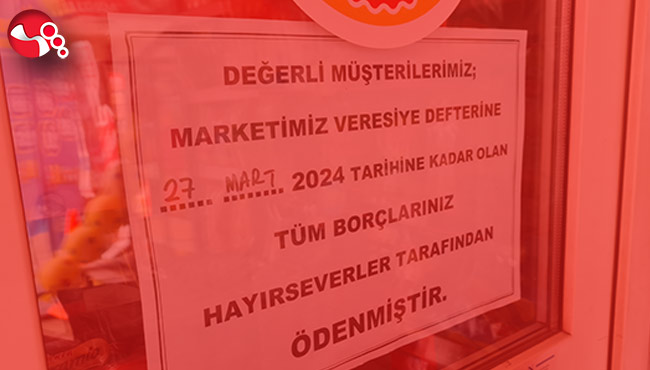 DEĞERLİ MÜŞTERİLERİMİZ;
MARKETİMİZ VERESİYE DEFTERİNE
27 MART 2024 TARİHİNE KADAR OLAN
TÜM BORÇLARINIZ
HAYIRSEVERLER TARAFINDAN
ÖDENMİŞTİR.